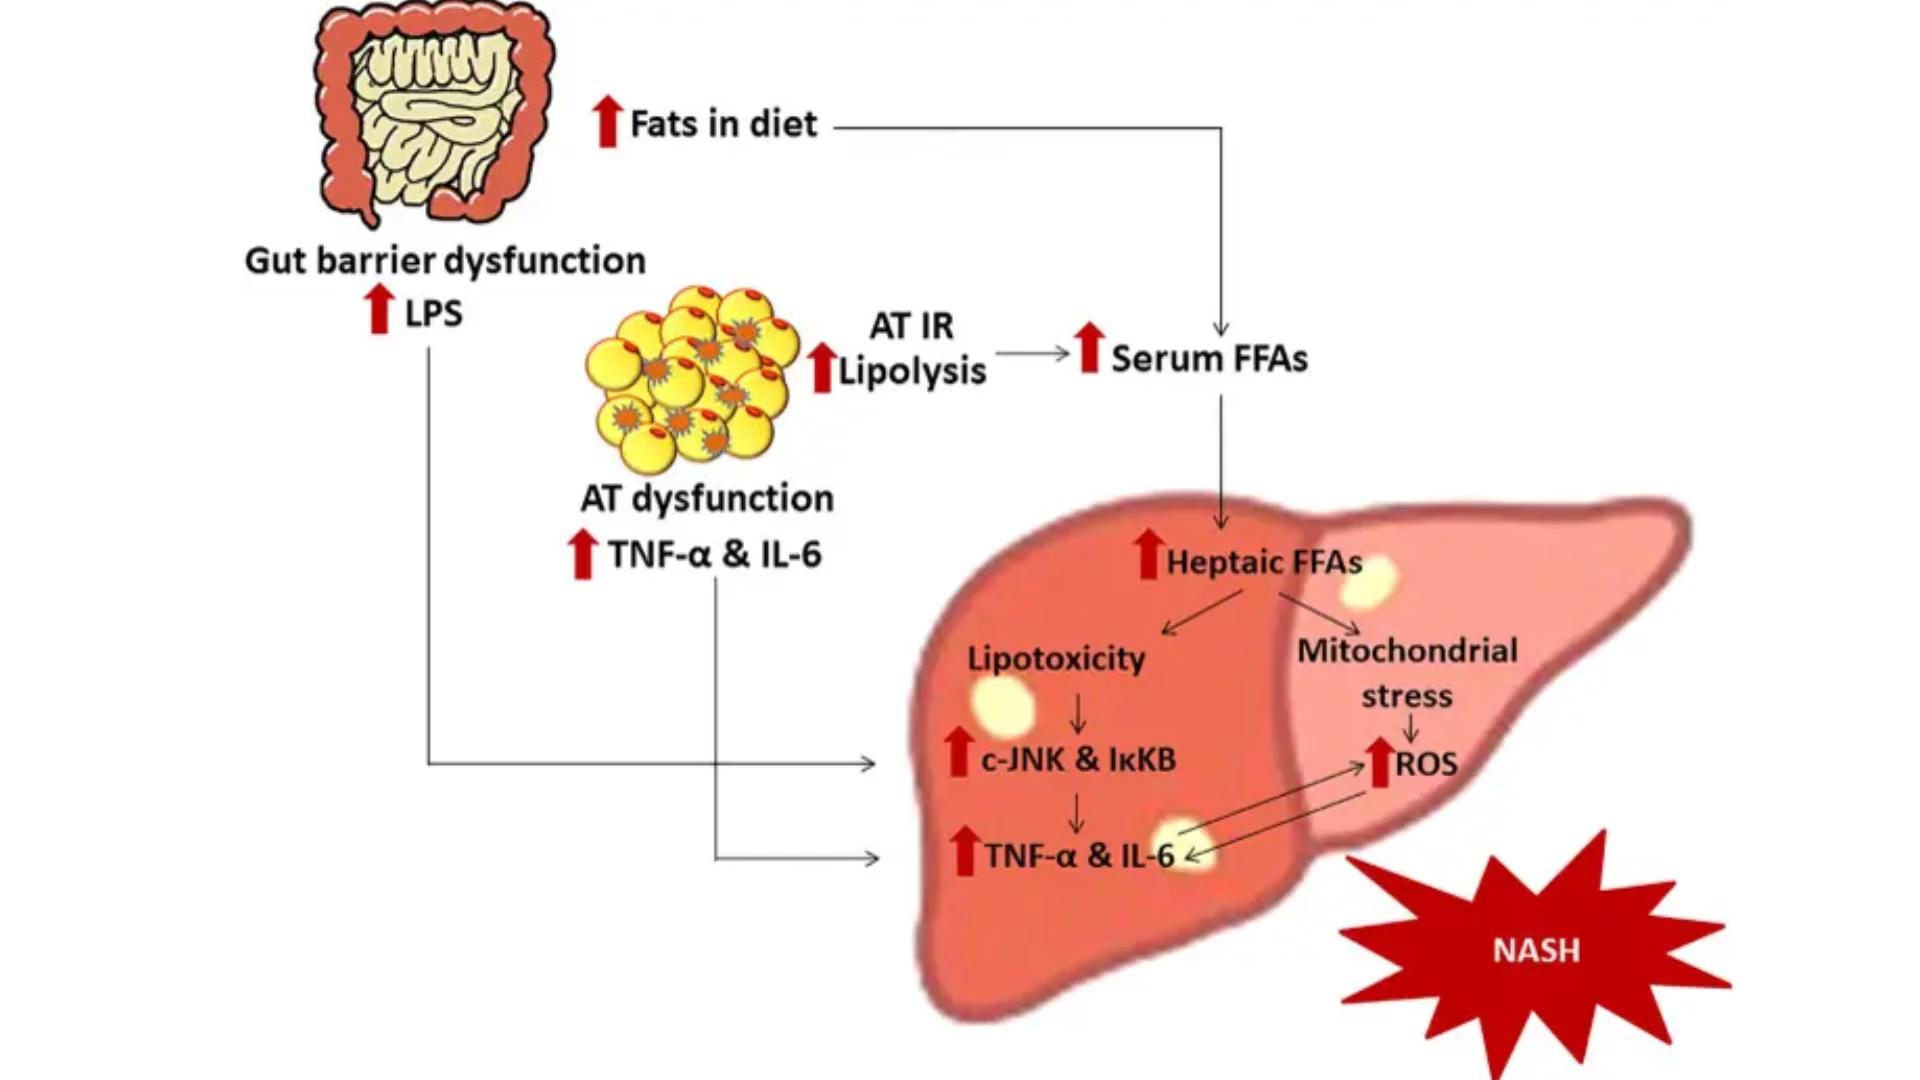 Fats in diet
Gut barrier dysfunction
LPS
AT IR
Lipolysis
Serum FFAs
AT dysfunction
TNF-α & IL-6
Heptaic FFAs
Lipotoxicity
Mitochondrial
stress
c-JNK & IκKB
ROS
TNF-α & IL-6
NASH